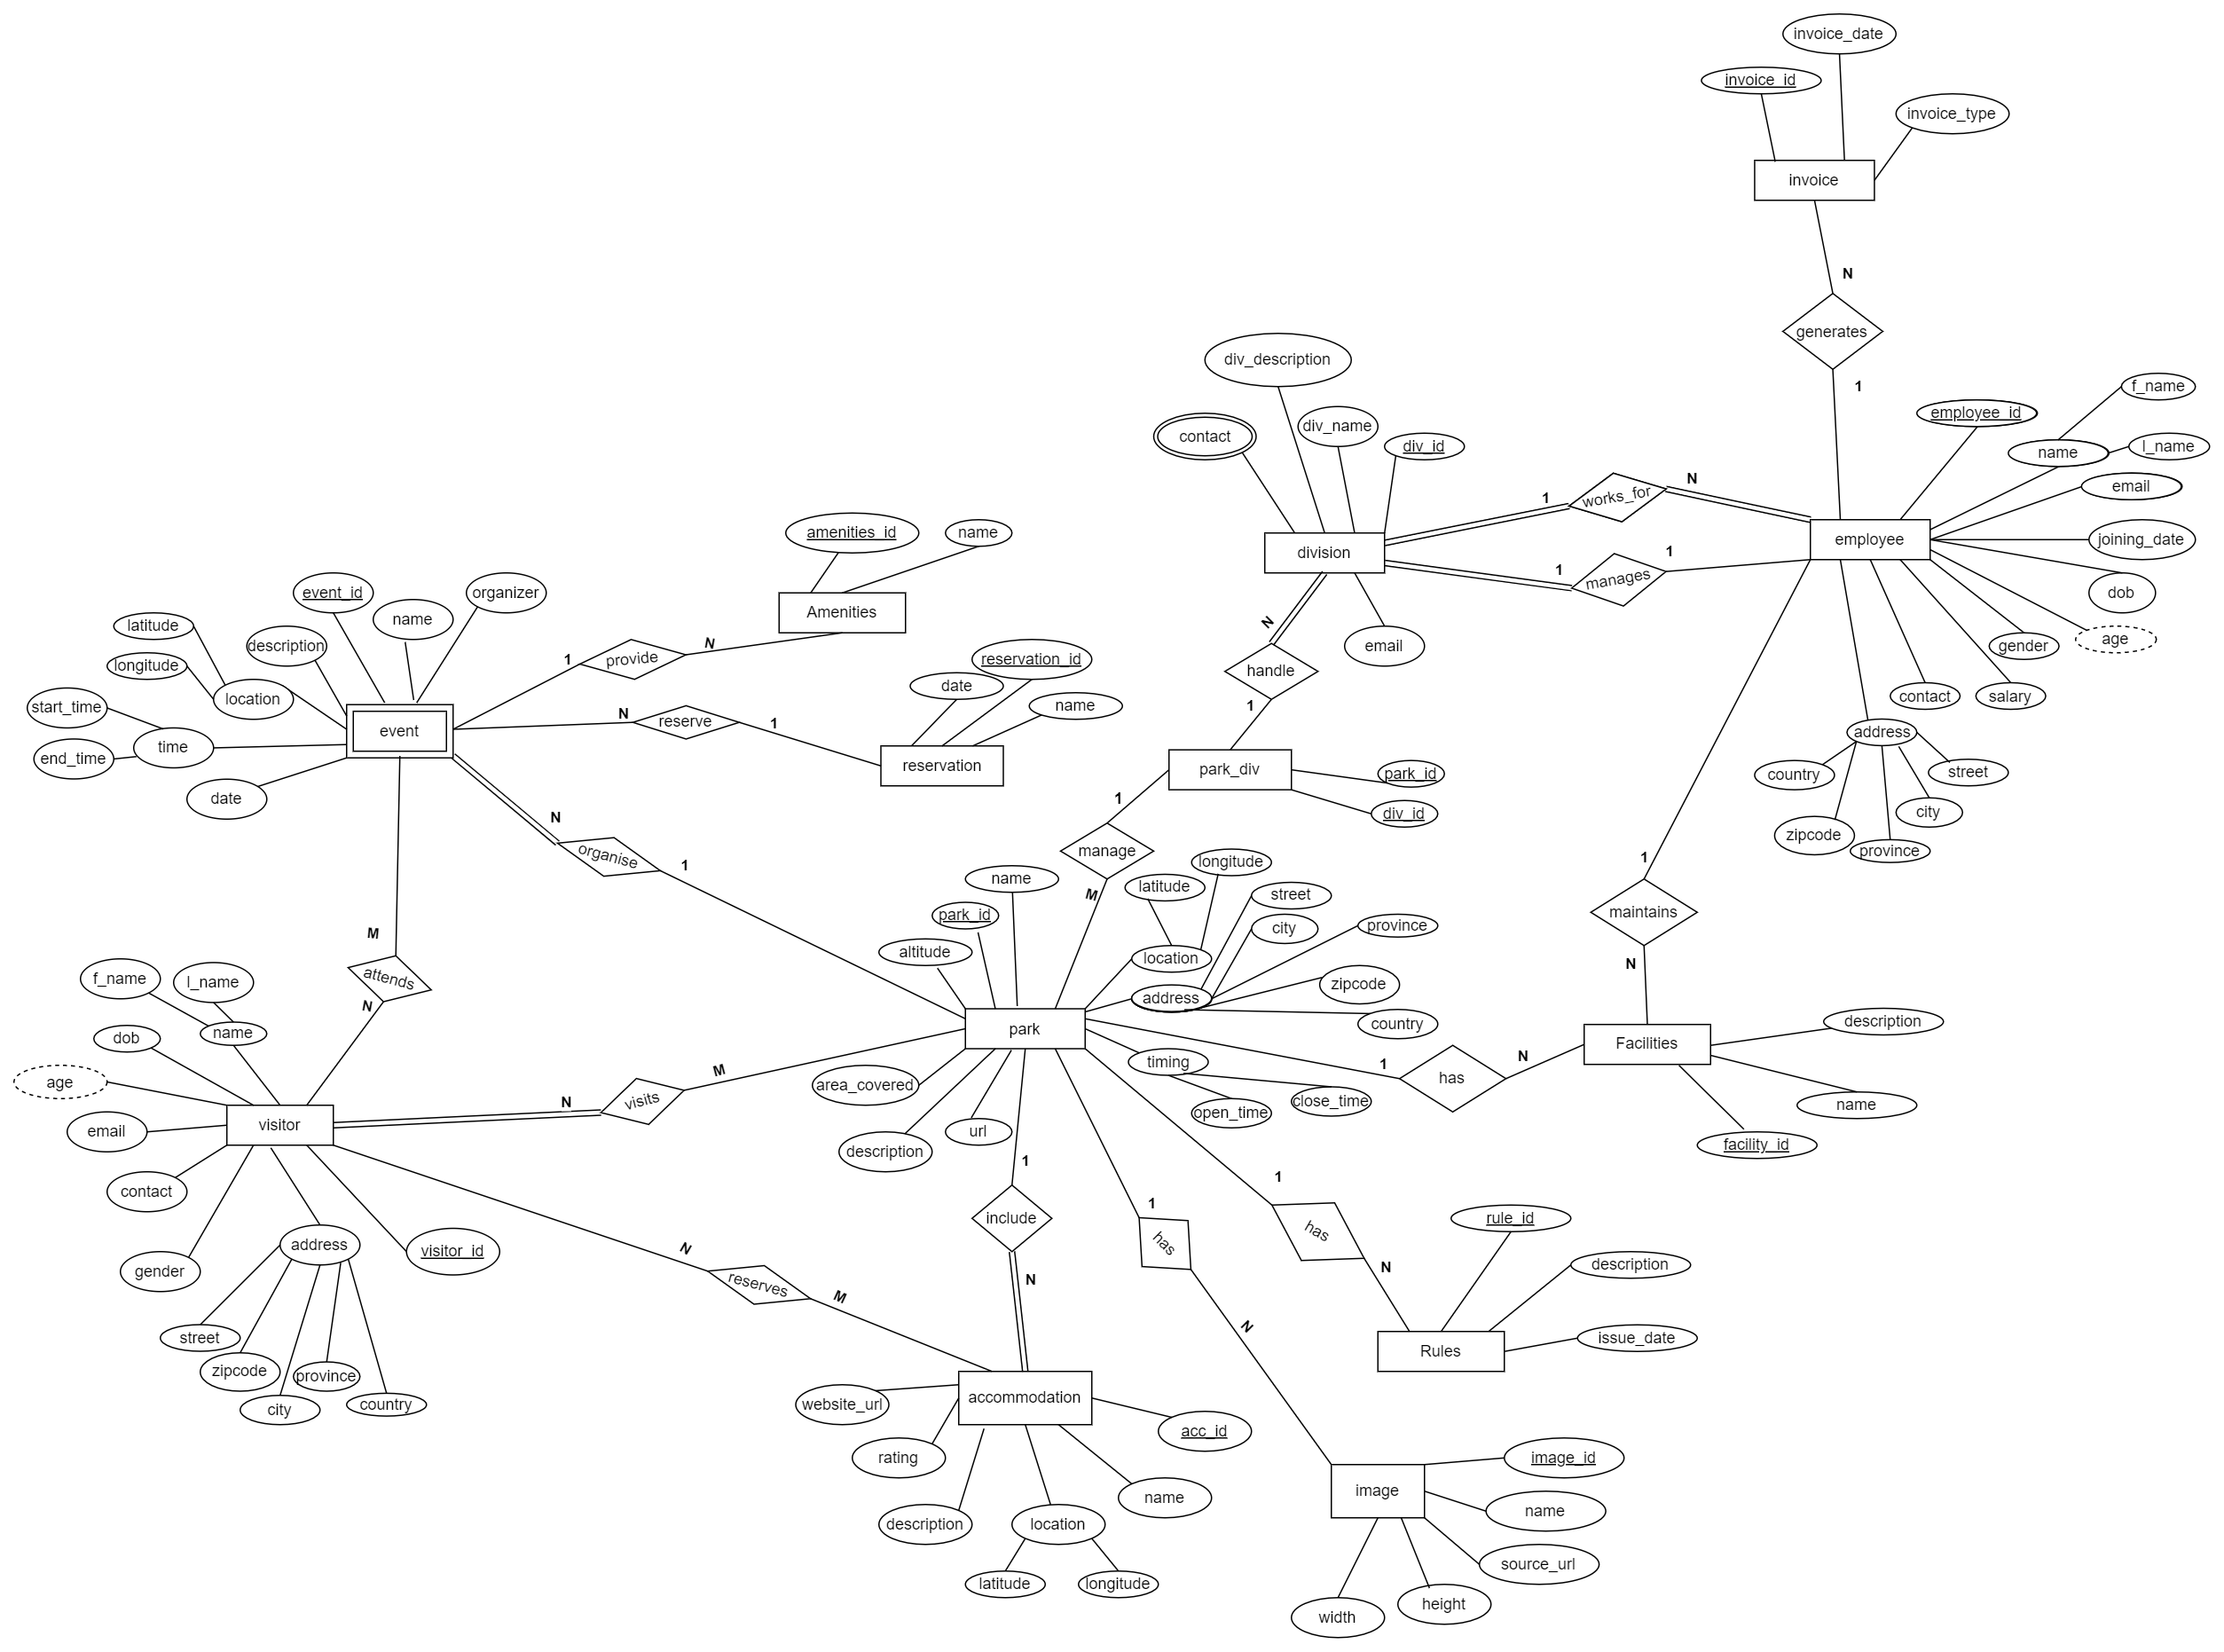 invoice_date
invoice_id
invoice_type
invoice
N
generates
1
div_description
contact
div_name
div_id
employee_id
f_name
name
l_name
email
joining_date
dob
age
gender
salary
contact
employee
1
works_for
N
1
manages
1
division
email
address
country
street
city
zipcode
province
N
handle
1
park_div
park_id
div_id
1
manage
M
amenities_id
name
Amenities
event_id
name
organizer
description
latitude
longitude
location
start_time
end_time
time
date
event
1
provide
N
N
reserve
1
reservation_id
date
name
reservation
N
organise
1
M
attends
N
name
park_id
altitude
latitude
longitude
location
street
city
address
province
zipcode
country
park
timing
open_time
close_time
area_covered
description
url
1
maintains
N
1
has
N
Facilities
description
name
facility_id
f_name
l_name
name
dob
age
email
contact
gender
visitor
visitor_id
address
street
zipcode
city
province
country
N
visits
M
N
reserves
M
1
include
N
1
has
N
1
has
N
rule_id
description
issue_date
Rules
accommodation
website_url
rating
description
location
latitude
longitude
name
acc_id
image
image_id
name
source_url
height
width